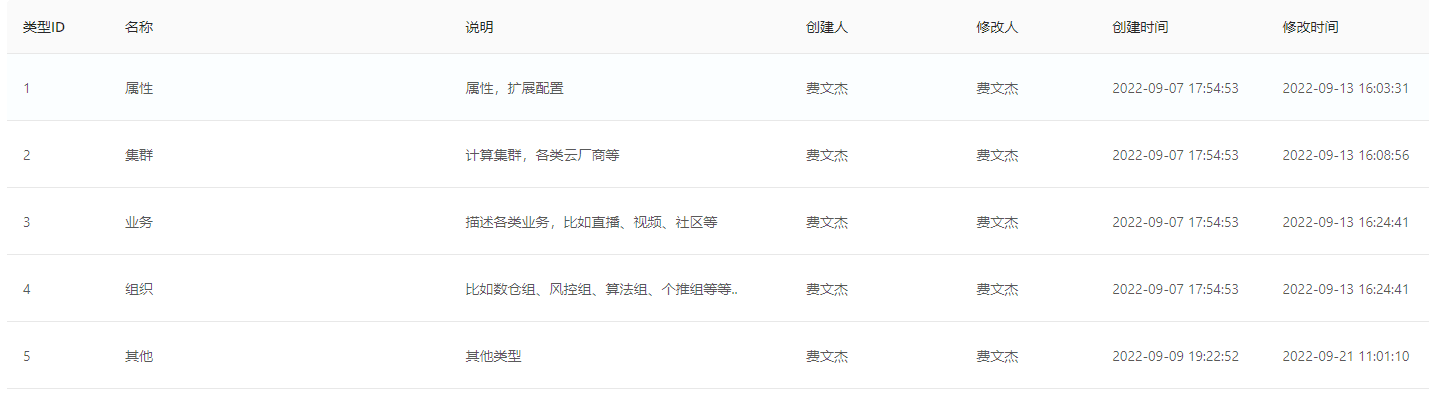 类型ID 名称 说明 创建人 修改人 创建时间 修改时间
1 属性 属性，扩展配置 费文杰 费文杰 2022-09-07 17:54:53 2022-09-13 16:03:31
2 集群 计算集群，各类云厂商等 费文杰 费文杰 2022-09-07 17:54:53 2022-09-13 16:08:56
3 业务 描述各类业务，比如直播、视频、社区等 费文杰 费文杰 2022-09-07 17:54:53 2022-09-13 16:24:41
4 组织 比如数仓组、风控组、算法组、个推组等等.. 费文杰 费文杰 2022-09-07 17:54:53 2022-09-13 16:24:41
5 其他 其他类型 费文杰 费文杰 2022-09-09 19:22:52 2022-09-21 11:01:10